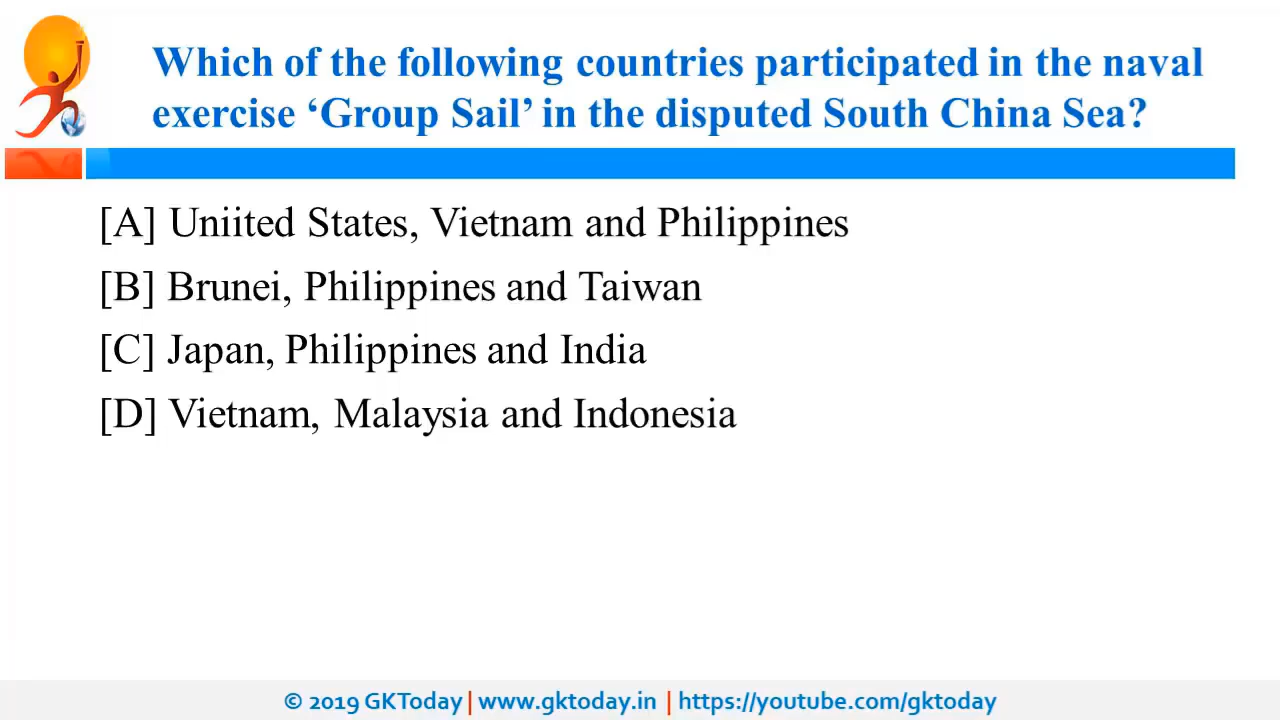 Which of the following countries participated in the naval
exercise ‘Group Sail’ in the disputed South China Sea?
[A] Uniited States, Vietnam and Philippines
[B] Brunei, Philippines and Taiwan
[C] Japan, Philippines and India
[D] Vietnam, Malaysia and Indonesia
© 2019 GKToday | www.gktoday.in | https://youtube.com/gktoday